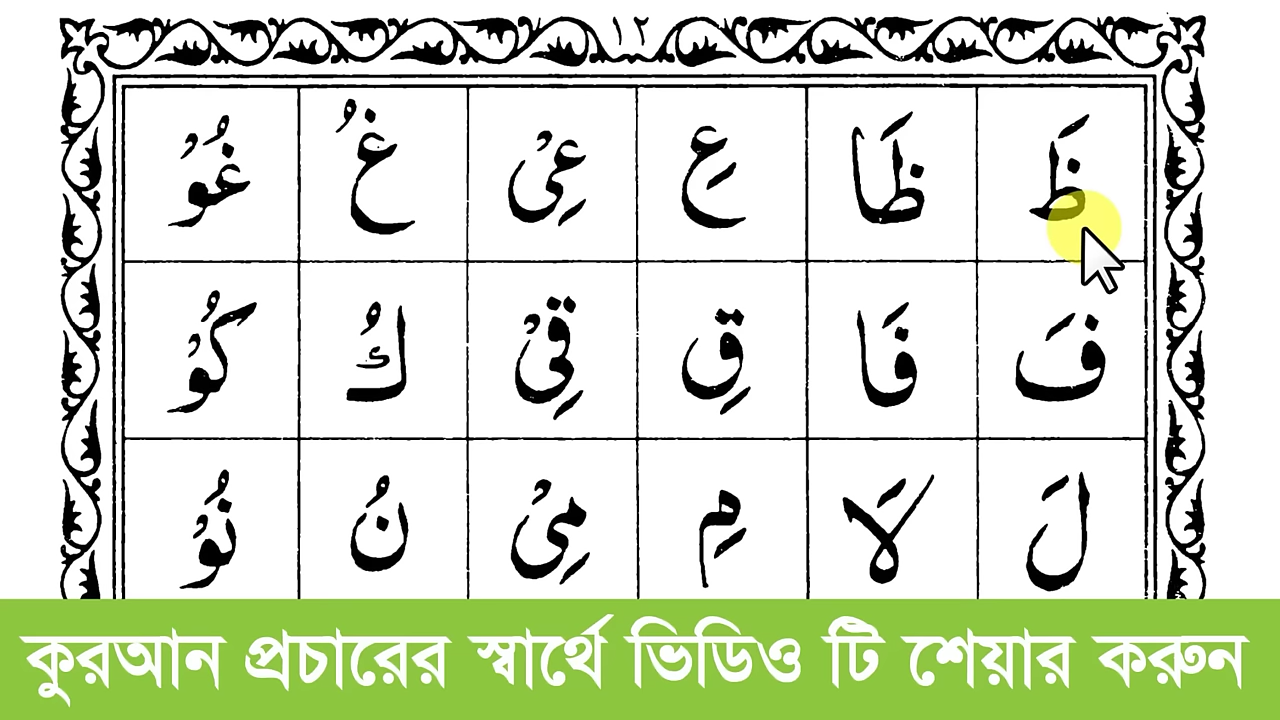 ١٢
ظَ ظَا عِ عِىْ غُ غُوْ
فَ فَا قِ قِىْ كُ كُوْ
لَ لَا مِ مِىْ نُ نُوْ
কুরআন প্রচারের স্বার্থে ভিডিও টি শেয়ার করুন